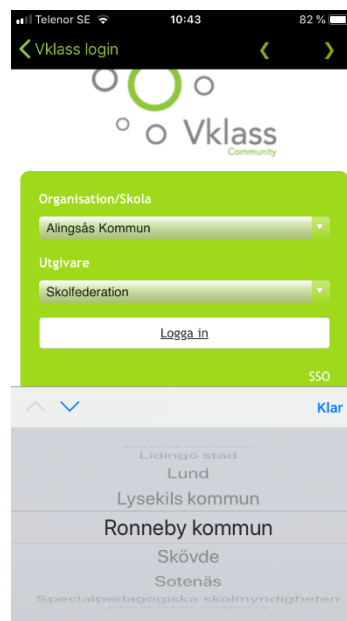 Telenor SE 10:43 82 %
Vklass login
Vklass
Community
Organisation/Skola
Alingsås Kommun
Utgivare
Skolfederation
Logga in
SSO
Klar
Lidingö stad
Lund
Lysekils kommun
Ronneby kommun
Skövde
Sotenäs
Specialpedagogiska skolmyndigheten